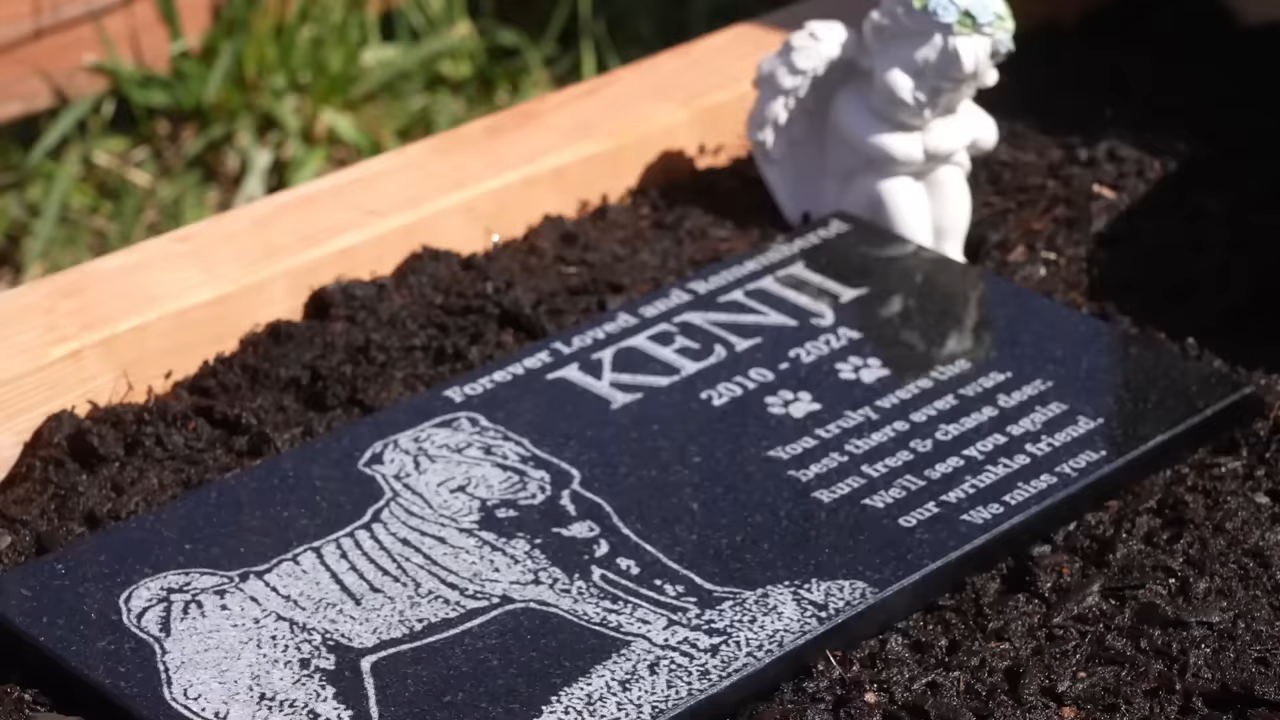 Forever Loved and Remembered
KENJI
2010 - 2024
You truly were the
best there ever was.
Run free & chase deer.
We'll see you again
our wrinkle friend.
We miss you.